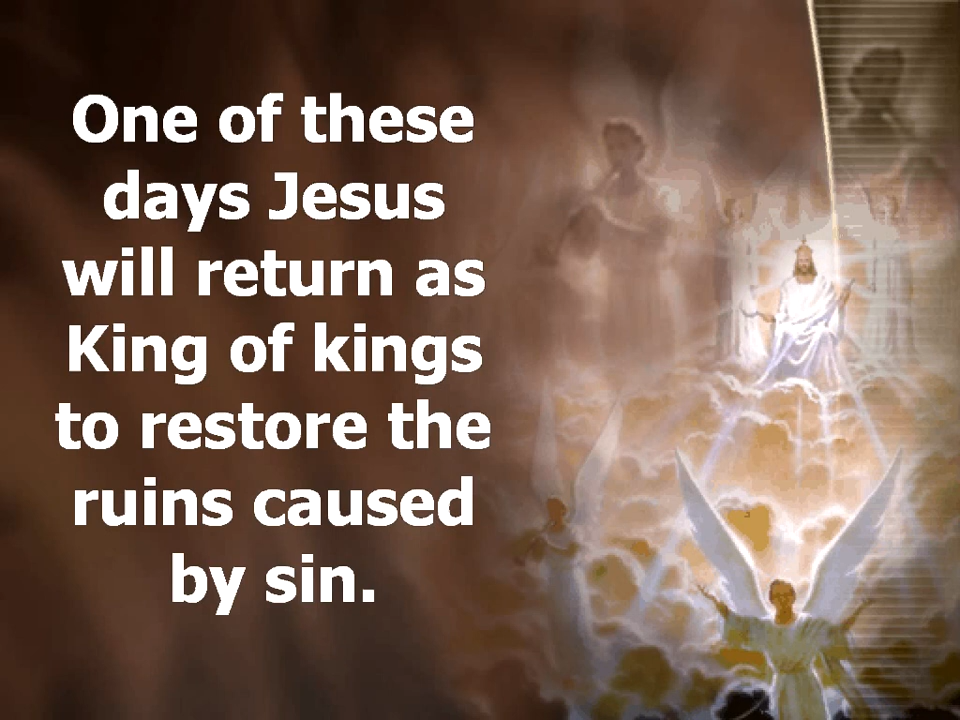 One of these
days Jesus
will return as
King of kings
to restore the
ruins caused
by sin.